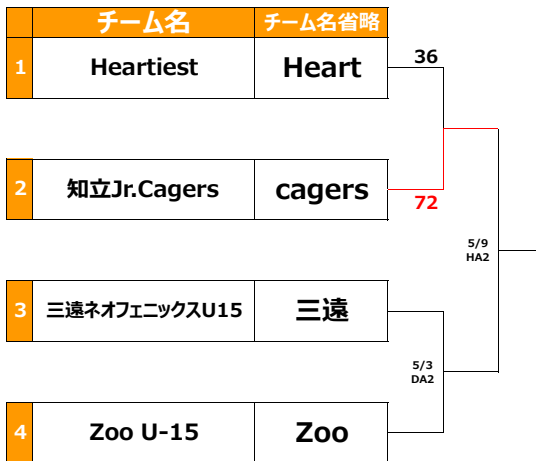 チーム名 チーム名省略
1 Heartiest Heart 36
2 知立Jr.Cagers cagers 72
5/9
HA2
3 三遠ネオフェニックスU15 三遠
5/3
DA2
4 Zoo U-15 Zoo